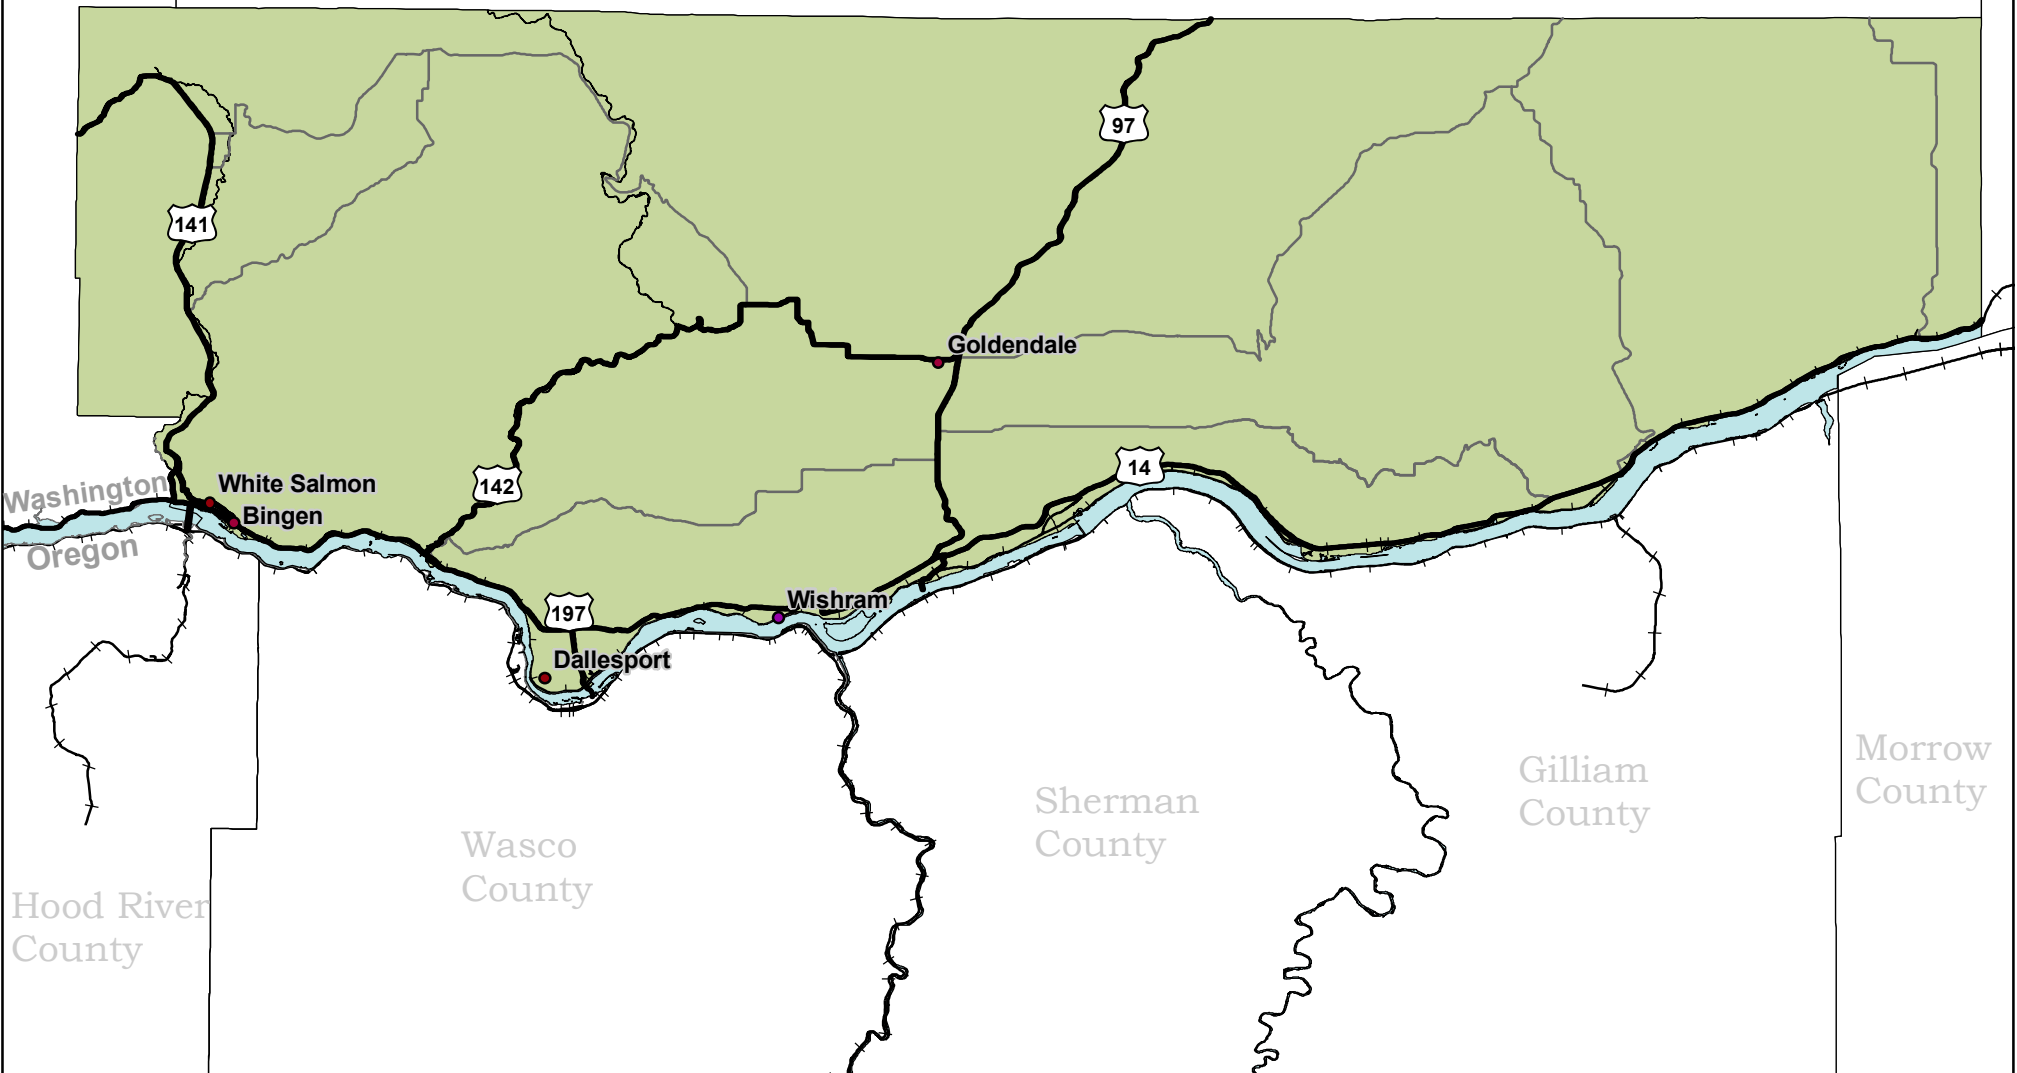 97
141
Goldendale
14
White Salmon
142
Washington
Bingen
Oregon
Wishram
197
Dallesport
Morrow
County
Gilliam
County
Sherman
County
Wasco
County
Hood River
County